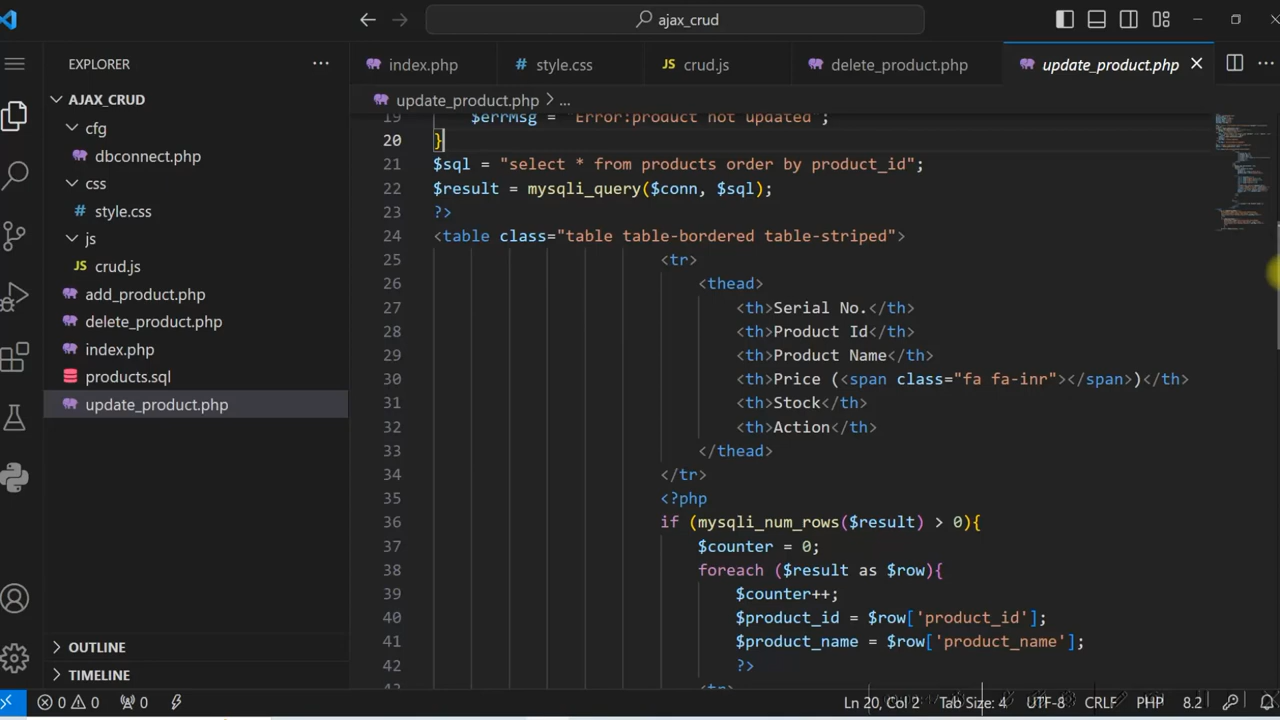 ajax_crud
EXPLORER
index.php
style.css
JS crud.js
delete_product.php
update_product.php
AJAX_CRUD
update_product.php > ...
cfg
dbconnect.php
css
# style.css
js
JS crud.js
add_product.php
delete_product.php
index.php
products.sql
update_product.php
OUTLINE
TIMELINE
19 $errMsg = "Error:product not updated";
20 }
21 $sql = "select * from products order by product_id";
22 $result = mysqli_query($conn, $sql);
23 ?>
24 <table class="table table-bordered table-striped">
25 <tr>
26 <thead>
27 <th>Serial No.</th>
28 <th>Product Id</th>
29 <th>Product Name</th>
30 <th>Price (<span class="fa fa-inr"></span>)</th>
31 <th>Stock</th>
32 <th>Action</th>
33 </thead>
34 </tr>
35 <?php
36 if (mysqli_num_rows($result) > 0){
37 $counter = 0;
38 foreach ($result as $row){
39 $counter++;
40 $product_id = $row['product_id'];
41 $product_name = $row['product_name'];
42 ?>
43 <tr>
0 0 0 Ln 20, Col 2 Tab Size: 4 UTF-8 CRLF PHP 8.2